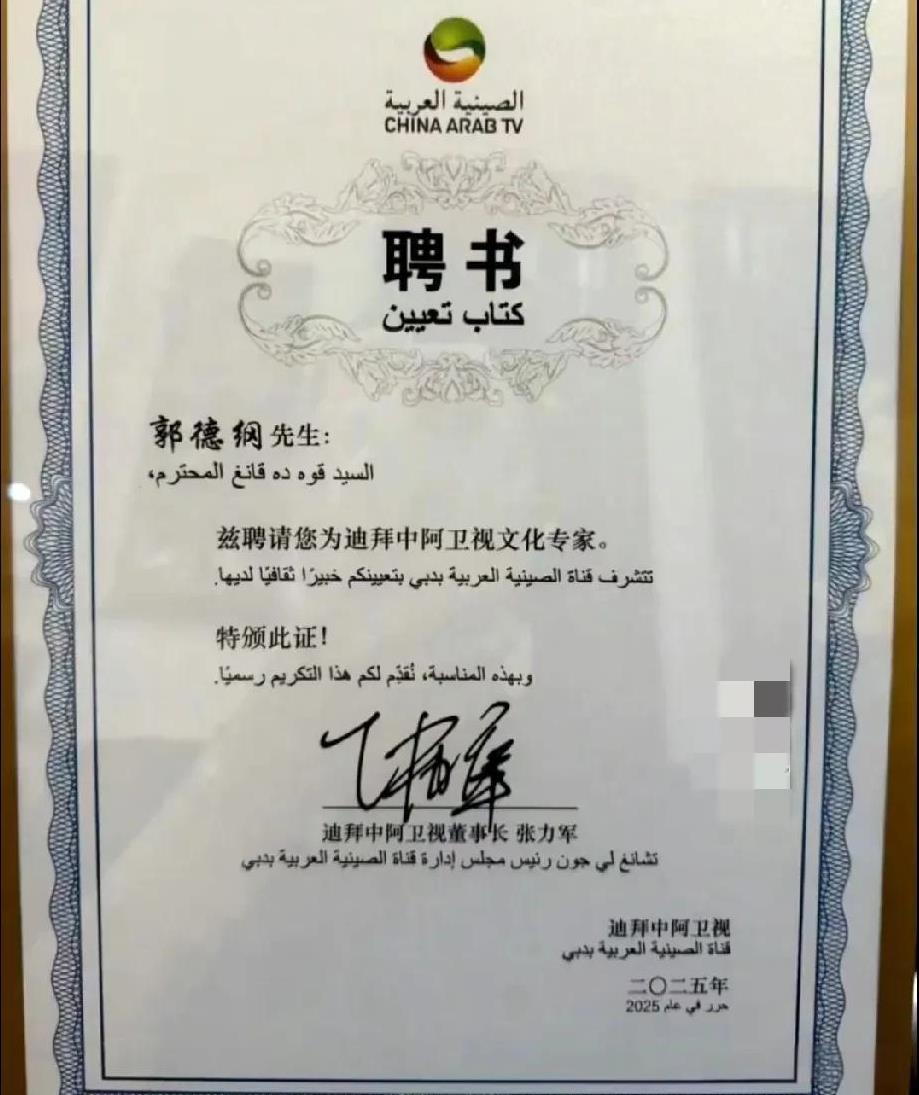 الصينية العربية
CHINA ARAB TV
聘书
كتاب تعيين
郭德纲先生:
السيد قوه ده قانغ المحترم،
兹聘请您为迪拜中阿卫视文化专家。
تتشرف قناة الصينية العربية بدبي بتعيينكم خبيرًا ثقافيًا لديها.
特颁此证!
وبهذه المناسبة، نُقدِّم لكم هذا التكريم رسميًا.
迪拜中阿卫视董事长 张力军
تشانغ لي جون رئيس مجلس إدارة قناة الصينية العربية بدبي
迪拜中阿卫视
قناة الصينية العربية بدبي
二〇二五年
حرر في عام 2025